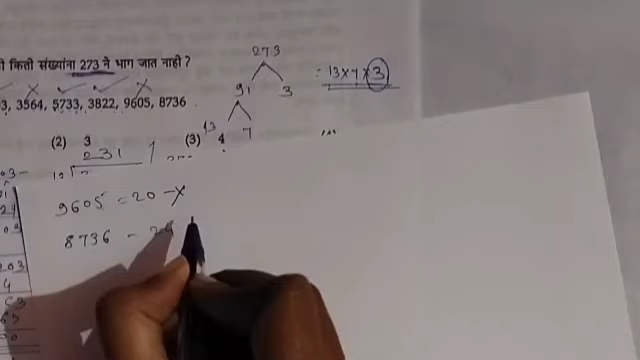 273
किती संख्यांना 273 ने भाग जात नाही ?
91 3
= 13 x 7 x 3
3, 3564, 5733, 3822, 9605, 8736
13 7
(2) 3 (3) 4
231
9605 = 20 - x
8736 -